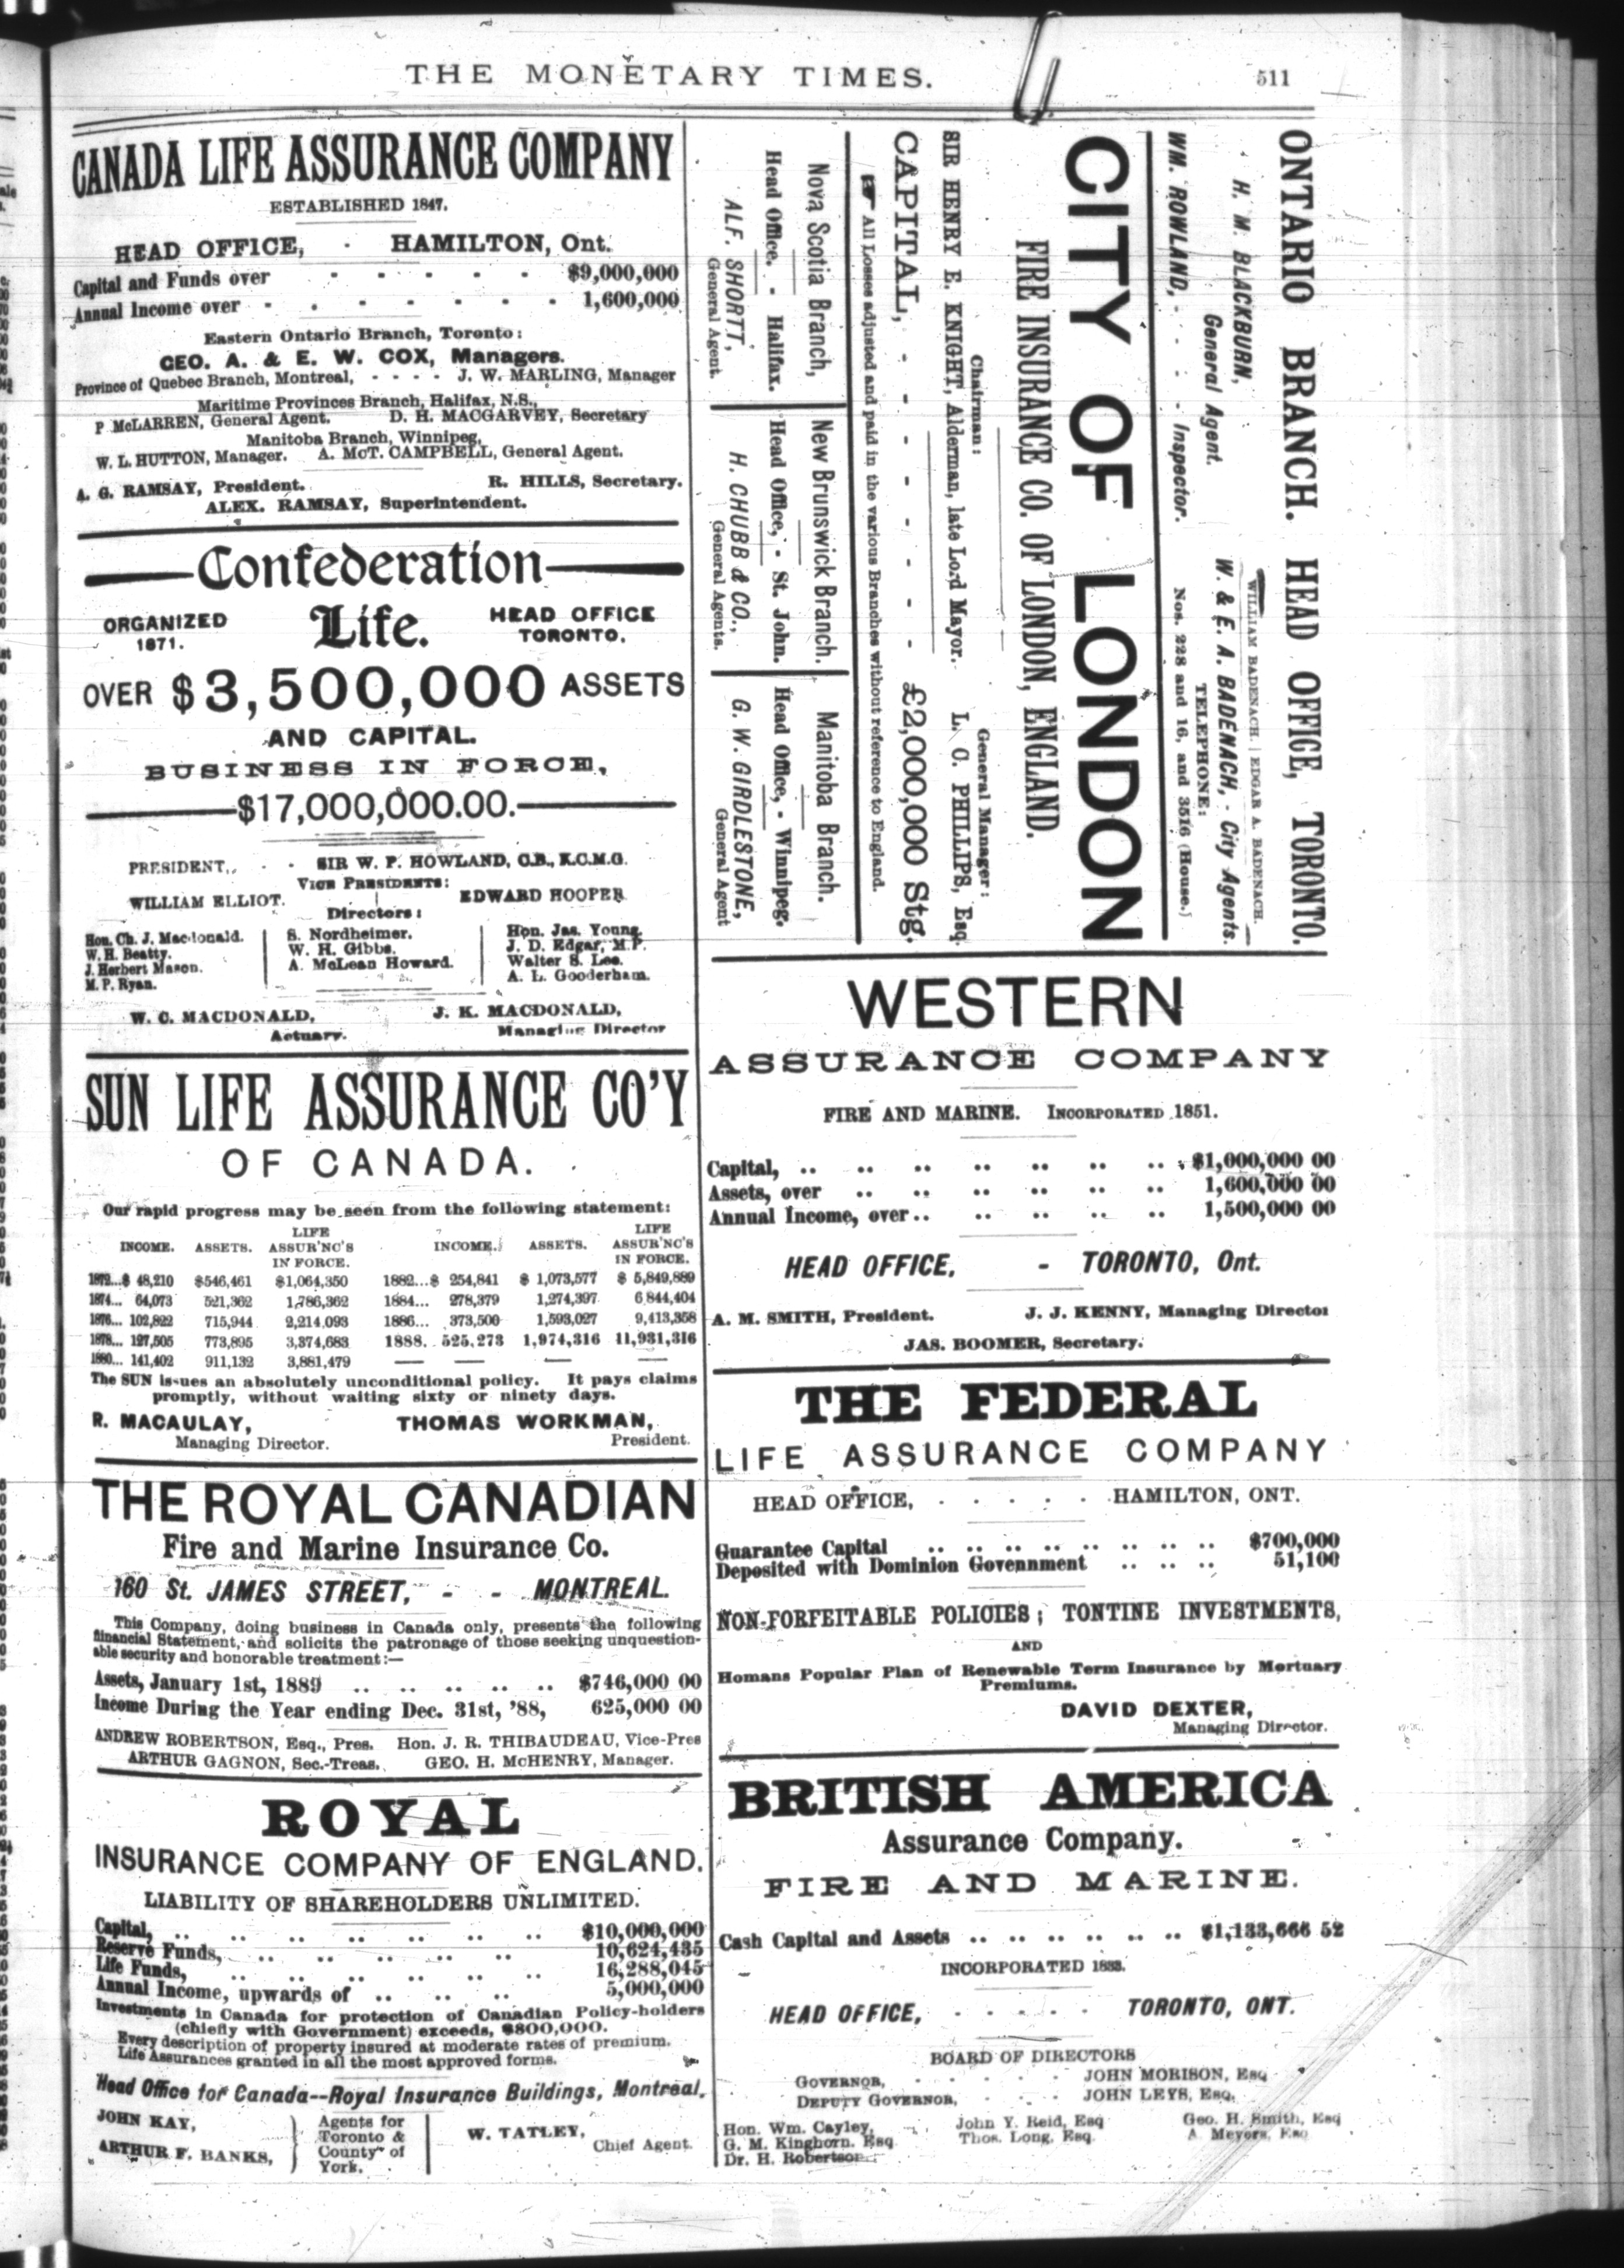 THE MONETARY TIMES.
511
CANADA LIFE ASSURANCE COMPANY
ESTABLISHED 1847.
HEAD OFFICE, - HAMILTON, Ont.
Capital and Funds over - - - - - - $9,000,000
Annual Income over - - - - - - - 1,600,000
Eastern Ontario Branch, Toronto:
GEO. A. & E. W. COX, Managers.
Province of Quebec Branch, Montreal, - - - - J. W. MARLING, Manager
Maritime Provinces Branch, Halifax, N.S.,
P McLARREN, General Agent. D. H. MACGARVEY, Secretary
Manitoba Branch, Winnipeg,
W. L. HUTTON, Manager. A. McT. CAMPBELL, General Agent.
A. G. RAMSAY, President. R. HILLS, Secretary.
ALEX. RAMSAY, Superintendent.
Confederation
ORGANIZED 1871. Life. HEAD OFFICE TORONTO.
OVER $3,500,000 ASSETS
AND CAPITAL.
BUSINESS IN FORCE,
$17,000,000.00.
PRESIDENT, - - SIR W. P. HOWLAND, C.B., K.C.M.G.
VICE PRESIDENTS:
WILLIAM ELLIOT. EDWARD HOOPER
Directors:
Hon. Ch. J. Macdonald. S. Nordheimer. Hon. Jas. Young.
W. H. Beatty. W. H. Gibbs. J. D. Edgar, M.P.
J. Herbert Mason. A. McLean Howard. Walter S. Lee.
M. P. Ryan. A. L. Gooderham.
W. C. MACDONALD, J. K. MACDONALD,
Actuary. Managing Director
SUN LIFE ASSURANCE CO'Y
OF CANADA.
Our rapid progress may be seen from the following statement:
INCOME. ASSETS. LIFE ASSUR'NC'S IN FORCE. INCOME. ASSETS. LIFE ASSUR'NC'S IN FORCE.
1872...$ 48,210 $546,461 $1,064,350 1882...$ 254,841 $ 1,073,577 $ 5,849,889
1874... 64,073 521,362 1,786,362 1884... 278,379 1,274,397 6,844,404
1876... 102,822 715,944 2,214,093 1886... 373,500 1,593,027 9,413,358
1878... 127,505 773,895 3,374,683 1888. 525,273 1,974,316 11,931,316
1880... 141,402 911,132 3,881,479 — — — —
The SUN issues an absolutely unconditional policy. It pays claims
promptly, without waiting sixty or ninety days.
R. MACAULAY, THOMAS WORKMAN,
Managing Director. President.
THE ROYAL CANADIAN
Fire and Marine Insurance Co.
160 St. JAMES STREET, - - MONTREAL.
This Company, doing business in Canada only, presents the following
financial Statement, and solicits the patronage of those seeking unquestion-
able security and honorable treatment:—
Assets, January 1st, 1889 .. .. .. .. .. $746,000 00
Income During the Year ending Dec. 31st, '88, 625,000 00
ANDREW ROBERTSON, Esq., Pres. Hon. J. R. THIBAUDEAU, Vice-Pres
ARTHUR GAGNON, Sec.-Treas. GEO. H. McHENRY, Manager.
ROYAL
INSURANCE COMPANY OF ENGLAND.
LIABILITY OF SHAREHOLDERS UNLIMITED.
Capital, .. .. .. .. .. .. .. $10,000,000
Reserve Funds, .. .. .. .. .. 10,624,435
Life Funds, .. .. .. .. .. .. 16,288,045
Annual Income, upwards of .. .. .. 5,000,000
Investments in Canada for protection of Canadian Policy-holders
(chiefly with Government) exceeds, $800,000.
Every description of property insured at moderate rates of premium.
Life Assurances granted in all the most approved forms.
Head Office for Canada--Royal Insurance Buildings, Montreal.
JOHN KAY,
ARTHUR F. BANKS,
Agents for
Toronto &
County of
York.
W. TATLEY,
Chief Agent.
ONTARIO BRANCH. HEAD OFFICE, TORONTO.
H. M. BLACKBURN,
General Agent.
WM. ROWLAND, - - - - Inspector.
WILLIAM BADENACH. EDGAR A. BADENACH.
W. & E. A. BADENACH, - City Agents.
TELEPHONE:
Nos. 228 and 16, and 3516 (House.)
CITY OF LONDON
FIRE INSURANCE CO. OF LONDON, ENGLAND.
Chairman: General Manager:
SIR HENRY E. KNIGHT, Alderman, late Lord Mayor. L. C. PHILLIPS, Esq.
CAPITAL, - - - - - - - £2,000,000 Stg.
All Losses adjusted and paid in the various Branches without reference to England.
Nova Scotia Branch,
Head Office. - Halifax.
ALF. SHORTT,
General Agent.
New Brunswick Branch.
Head Office, - St. John.
H. CHUBB & CO.,
General Agents.
Manitoba Branch.
Head Office, - Winnipeg.
G. W. GIRDLESTONE,
General Agent
WESTERN
ASSURANCE COMPANY
FIRE AND MARINE. INCORPORATED 1851.
Capital, .. .. .. .. .. .. .. $1,000,000 00
Assets, over .. .. .. .. .. .. 1,600,000 00
Annual Income, over .. .. .. .. .. 1,500,000 00
HEAD OFFICE, - TORONTO, Ont.
A. M. SMITH, President. J. J. KENNY, Managing Director
JAS. BOOMER, Secretary.
THE FEDERAL
LIFE ASSURANCE COMPANY
HEAD OFFICE, - - - - - HAMILTON, ONT.
Guarantee Capital .. .. .. .. .. .. .. .. $700,000
Deposited with Dominion Govennment .. .. .. 51,100
NON-FORFEITABLE POLICIES; TONTINE INVESTMENTS,
AND
Homans Popular Plan of Renewable Term Insurance by Mortuary
Premiums.
DAVID DEXTER,
Managing Director.
BRITISH AMERICA
Assurance Company.
FIRE AND MARINE.
Cash Capital and Assets .. .. .. .. .. .. $1,133,666 52
INCORPORATED 1833.
HEAD OFFICE, - - - - - TORONTO, ONT.
BOARD OF DIRECTORS
GOVERNOR, - - - - - JOHN MORISON, Esq
DEPUTY GOVERNOR, - - - JOHN LEYS, Esq.
Hon. Wm. Cayley, John Y. Reid, Esq Geo. H. Smith, Esq
G. M. Kinghorn, Esq Thos. Long, Esq. A. Meyers, Esq
Dr. H. Robertson.